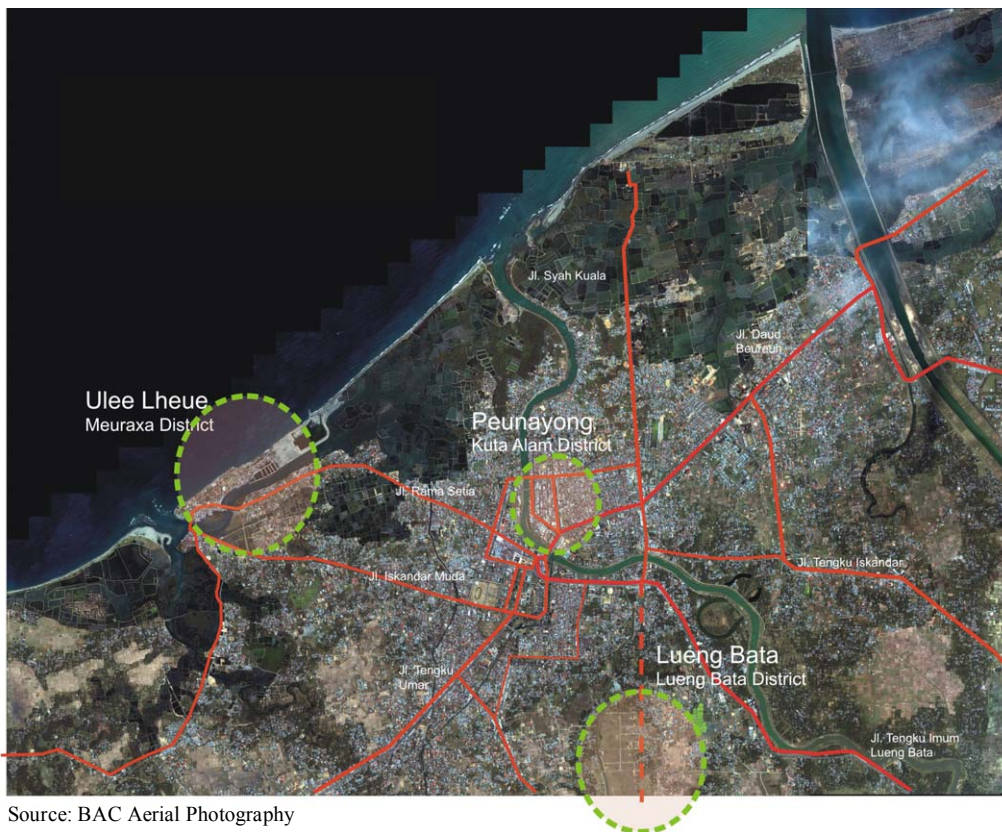 Jl. Syah Kuala
Jl. Daud
Beureuh
Ulee Lheue
Meuraxa District
Peunayong
Kuta Alam District
Jl. Rama Setia
Jl. Iskandar Muda
Jl. Tengku Iskandar
Lueng Bata
Lueng Bata District
Jl. Tengku
Umar
Jl. Tengku Imum
Lueng Bata
Source: BAC Aerial Photography